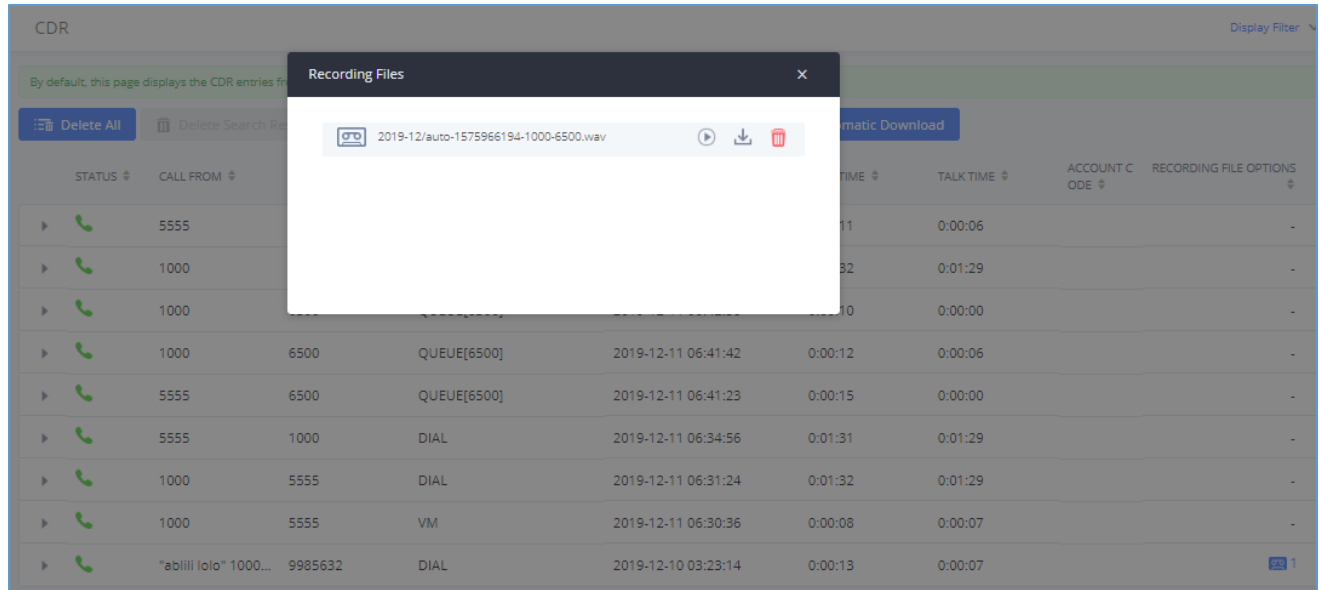 CDR
Display Filter
By default, this page displays the CDR entries
Recording Files
Delete All
Delete Search
2019-12/auto-1575966194-1000-6500.wav
Download
STATUS CALL FROM TIME TALK TIME ACCOUNT C RECORDING FILE OPTIONS
ODE
5555 11 0:00:06 -
1000 32 0:01:29 -
1000 10 0:00:00 -
1000 6500 QUEUE[6500] 2019-12-11 06:41:42 0:00:12 0:00:06 -
5555 6500 QUEUE[6500] 2019-12-11 06:41:23 0:00:15 0:00:00 -
5555 1000 DIAL 2019-12-11 06:34:56 0:01:31 0:01:29 -
1000 5555 DIAL 2019-12-11 06:31:24 0:01:32 0:01:29 -
1000 5555 VM 2019-12-11 06:30:36 0:00:08 0:00:07 -
"ablili lolo" 1000... 9985632 DIAL 2019-12-10 03:23:14 0:00:13 0:00:07 1